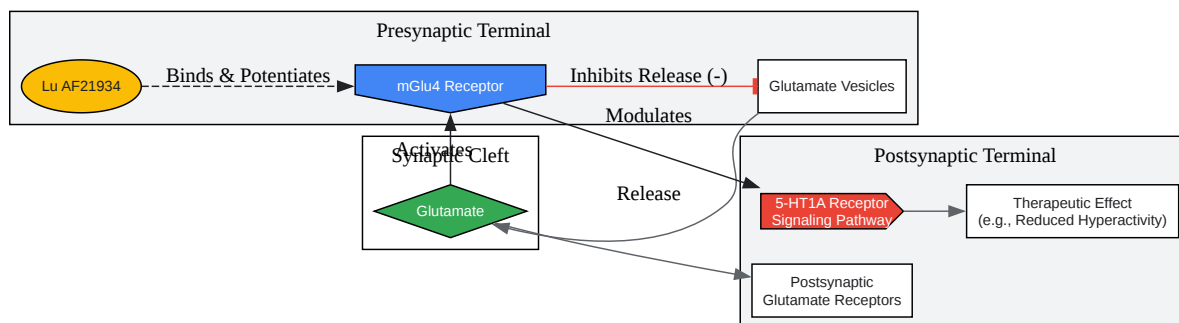 Presynaptic Terminal
Lu AF21934
Binds & Potentiates
mGlu4 Receptor
Inhibits Release (-)
Glutamate Vesicles
Modulates
Activates
Synaptic Cleft
Glutamate
Release
Postsynaptic Terminal
5-HT1A Receptor
Signaling Pathway
Therapeutic Effect
(e.g., Reduced Hyperactivity)
Postsynaptic
Glutamate Receptors